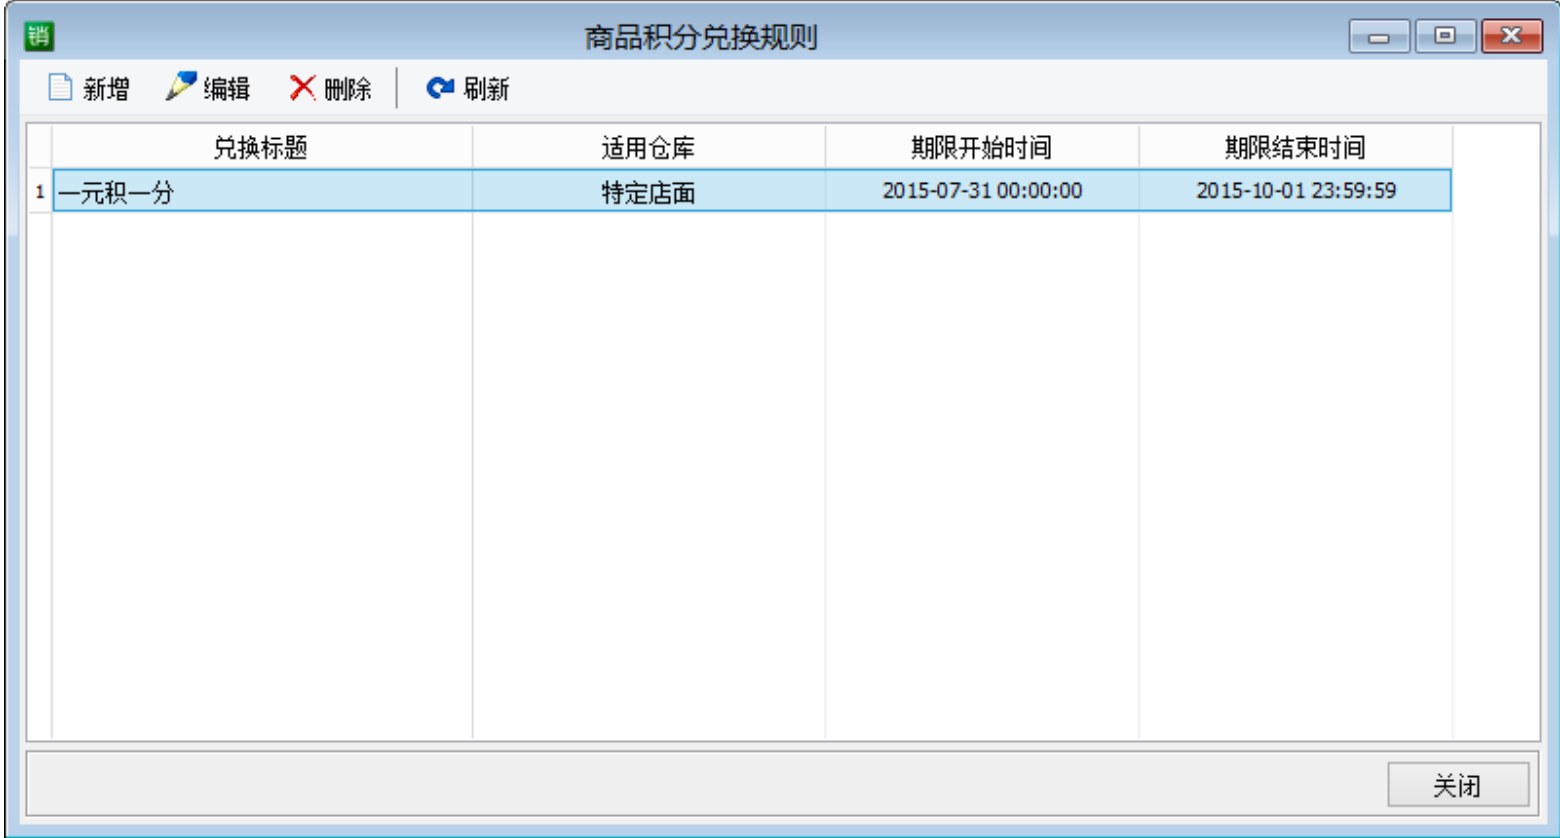 销 商品积分兑换规则
新增 编辑 删除 刷新
兑换标题 适用仓库 期限开始时间 期限结束时间
1 一元积一分 特定店面 2015-07-31 00:00:00 2015-10-01 23:59:59
关闭